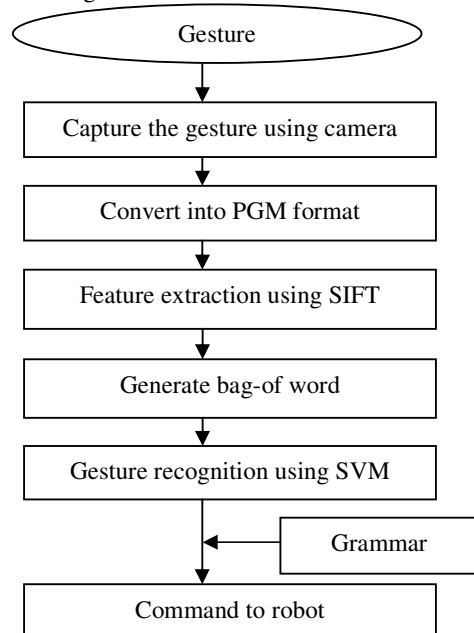 Gesture
Capture the gesture using camera
Convert into PGM format
Feature extraction using SIFT
Generate bag-of word
Gesture recognition using SVM
Grammar
Command to robot